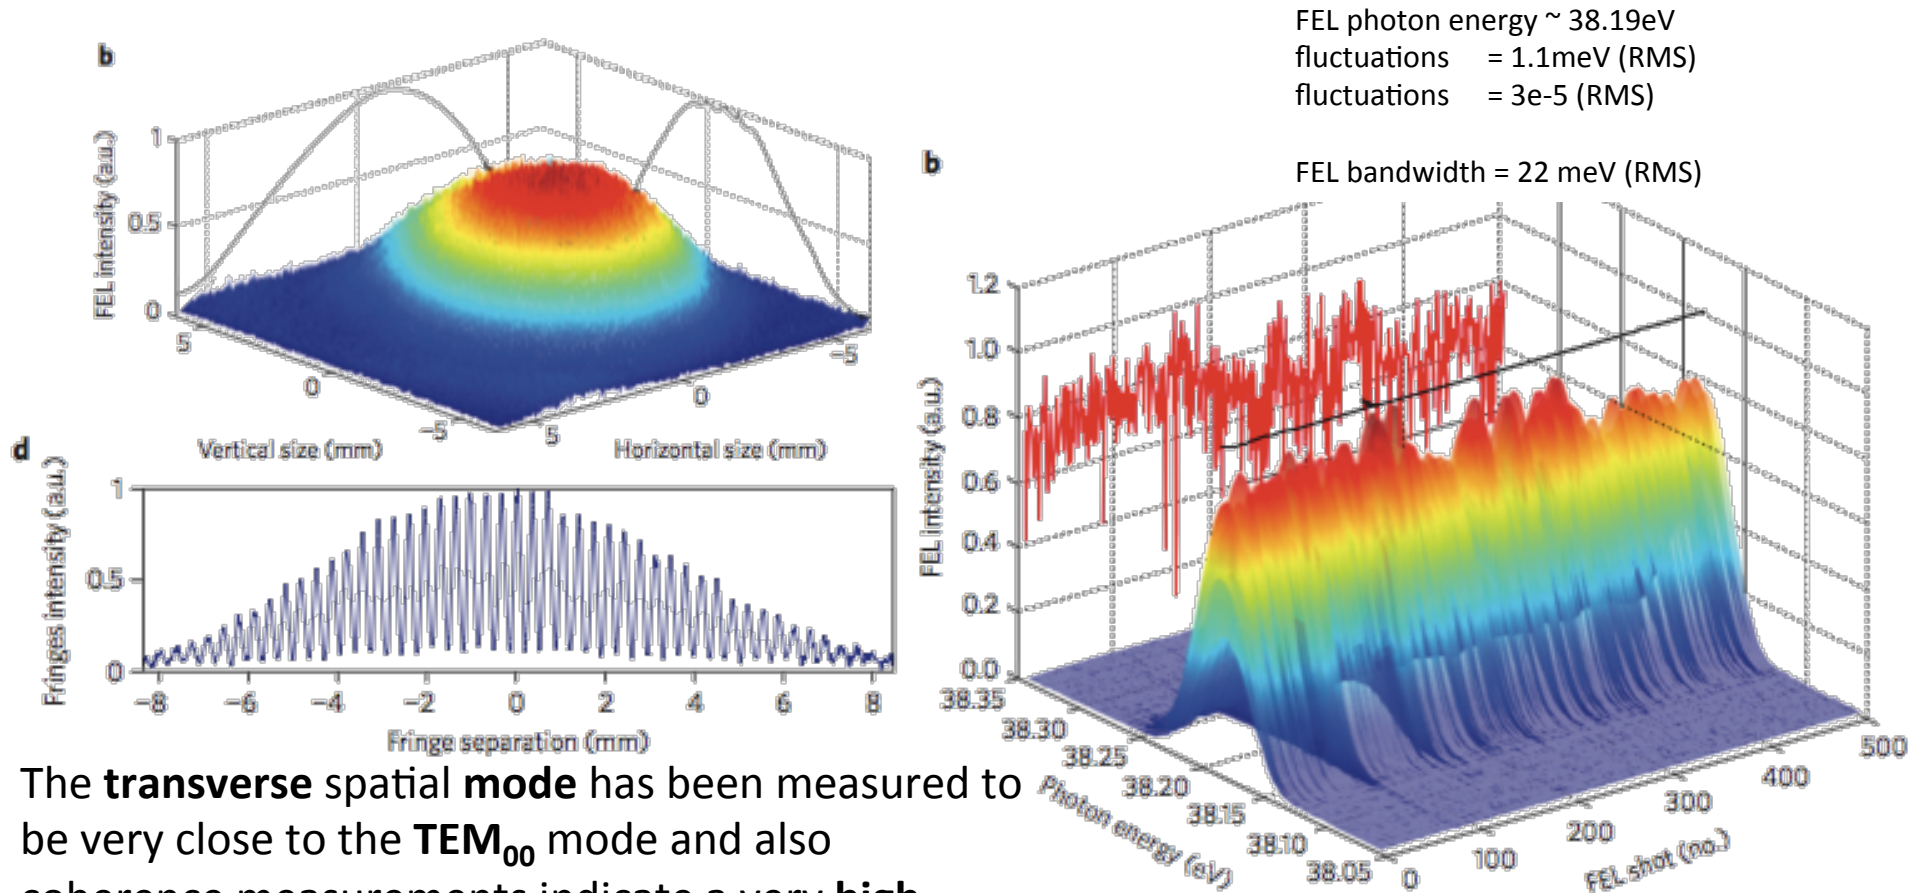 FEL photon energy ~ 38.19eV
fluctuations = 1.1meV (RMS)
fluctuations = 3e-5 (RMS)
FEL bandwidth = 22 meV (RMS)
b
FEL intensity (a.u.)
1
0.5
0
5
0
−5
Vertical size (mm)
5
0
−5
Horizontal size (mm)
d
Fringes intensity (a.u.)
1
0.5
0
−8 −6 −4 −2 0 2 4 6 8
Fringe separation (mm)
b
FEL intensity (a.u.)
1.2
1.0
0.8
0.6
0.4
0.2
0.0
38.35
38.30
38.25
38.20
38.15
38.10
38.05
Photon energy (eV)
0
100
200
300
400
500
FEL shot (no.)
The transverse spatial mode has been measured to
be very close to the TEM₀₀ mode and also
coherence measurements indicate a very high